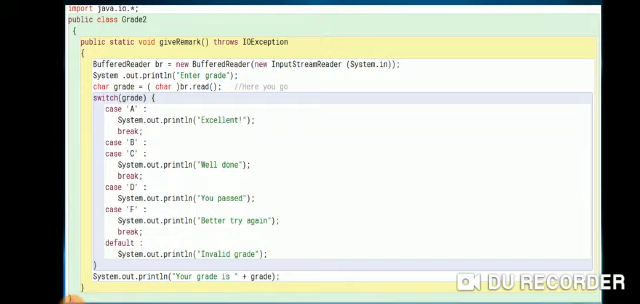 import java.io.*;
public class Grade2
{
public static void giveRemark() throws IOException
{
BufferedReader br = new BufferedReader(new InputStreamReader (System.in));
System .out.println("Enter grade");
char grade = ( char )br.read(); //Here you go
switch(grade) {
case 'A' :
System.out.println("Excellent!");
break;
case 'B' :
case 'C' :
System.out.println("Well done");
break;
case 'D' :
System.out.println("You passed");
case 'F' :
System.out.println("Better try again");
break;
default :
System.out.println("Invalid grade");
}
System.out.println("Your grade is " + grade);
}
}
DU RECORDER